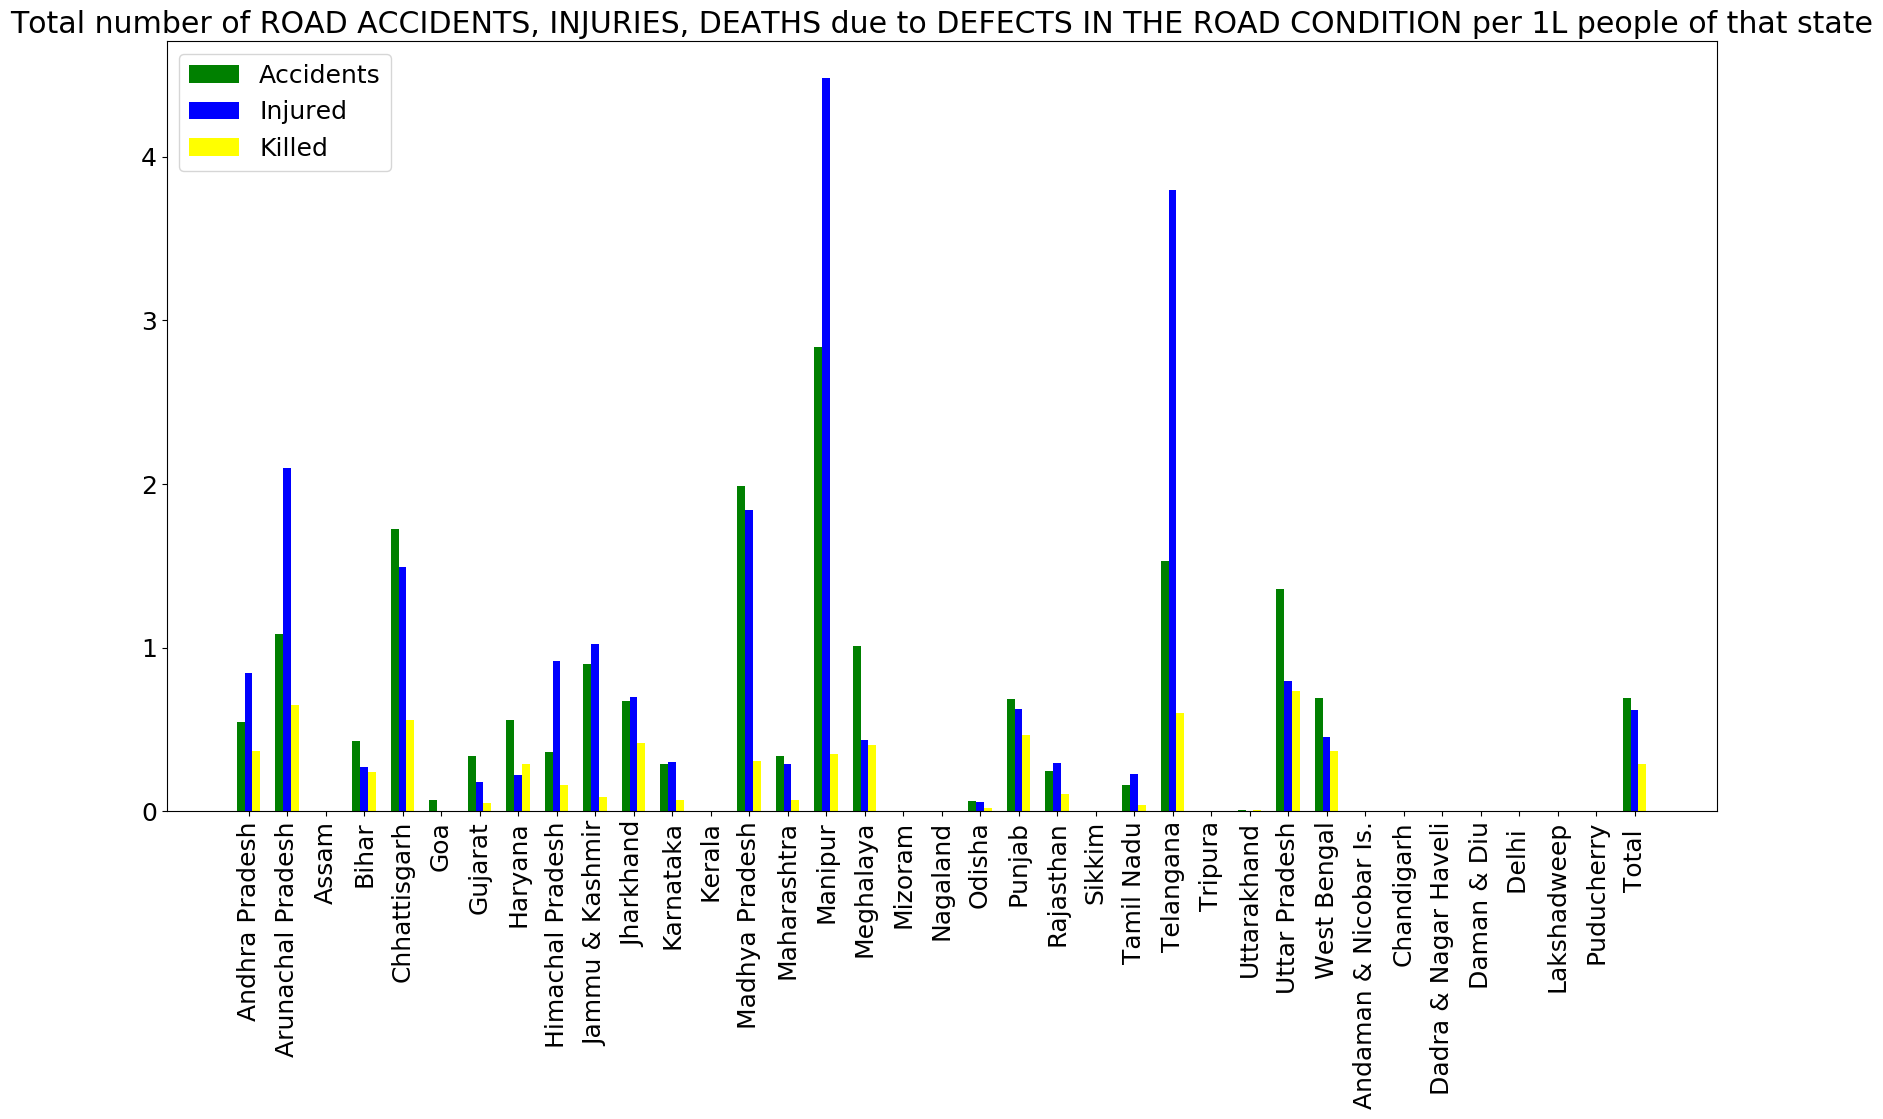 Total number of ROAD ACCIDENTS, INJURIES, DEATHS due to DEFECTS IN THE ROAD CONDITION per 1L people of that state
Accidents
Injured
Killed
4
3
2
1
0
Andhra Pradesh
Arunachal Pradesh
Assam
Bihar
Chhattisgarh
Goa
Gujarat
Haryana
Himachal Pradesh
Jammu & Kashmir
Jharkhand
Karnataka
Kerala
Madhya Pradesh
Maharashtra
Manipur
Meghalaya
Mizoram
Nagaland
Odisha
Punjab
Rajasthan
Sikkim
Tamil Nadu
Telangana
Tripura
Uttarakhand
Uttar Pradesh
West Bengal
Andaman & Nicobar Is.
Chandigarh
Dadra & Nagar Haveli
Daman & Diu
Delhi
Lakshadweep
Puducherry
Total